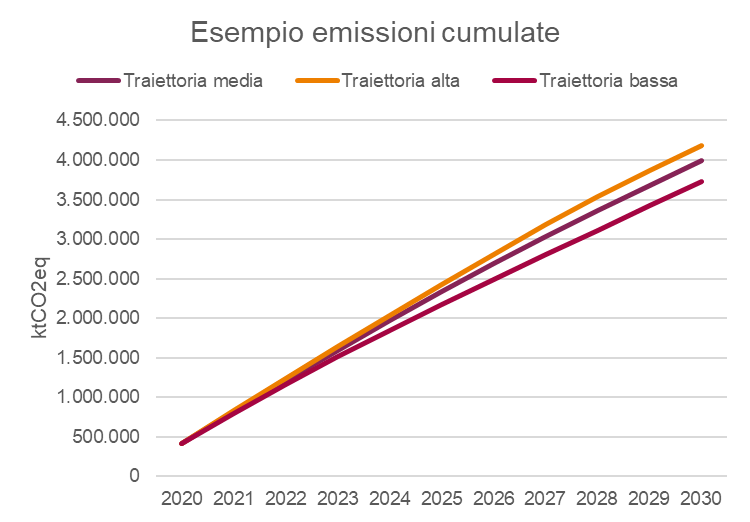 Esempio emissioni cumulate
Traiettoria media Traiettoria alta Traiettoria bassa
ktCO2eq
4.500.000
4.000.000
3.500.000
3.000.000
2.500.000
2.000.000
1.500.000
1.000.000
500.000
0
2020 2021 2022 2023 2024 2025 2026 2027 2028 2029 2030